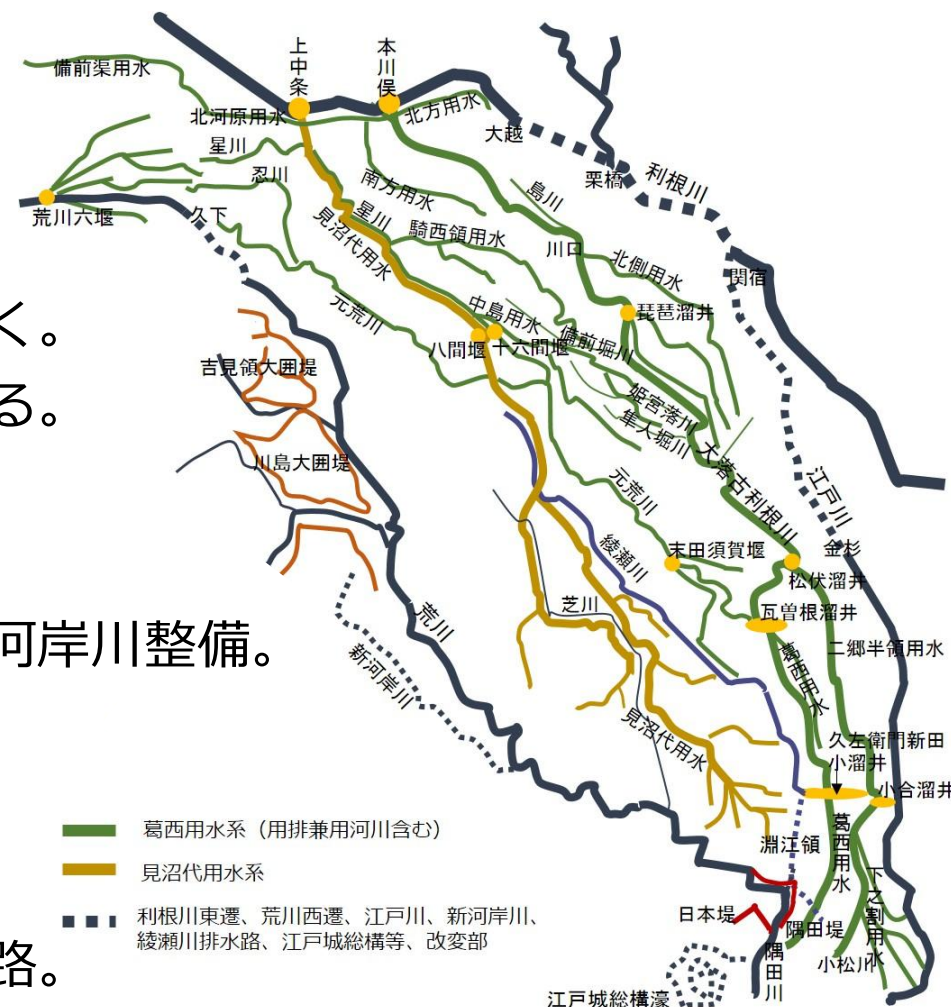 上中条
本川俣
備前渠用水
北河原用水
北方用水
大越
星川
忍川
栗橋
利根川
荒川六堰
久下
南方用水
島川
星川
見沼代用水
騎西領用水
川口
北側用水
関宿
元荒川
中島用水
琵琶溜井
く。
八間堰
十六間堰
備前堀川
吉見領大囲堤
る。
姫宮落川
隼人堀川
川島大囲堤
大落古利根川
元荒川
江戸川
綾瀬川
末田須賀堰
金杉
松伏溜井
芝川
瓦曽根溜井
荒川
河岸川整備。
二郷半領用水
新河岸川
葛西用水
見沼代用水
久左衛門新田
小溜井
小合溜井
葛西用水系（用排兼用河川含む）
淵江領
葛西用水
見沼代用水系
下之割用水
利根川東遷、荒川西遷、江戸川、新河岸川、
綾瀬川排水路、江戸城総構等、改変部
日本堤
隅田堤
隅田川
小松川
路。
江戸城総構濠